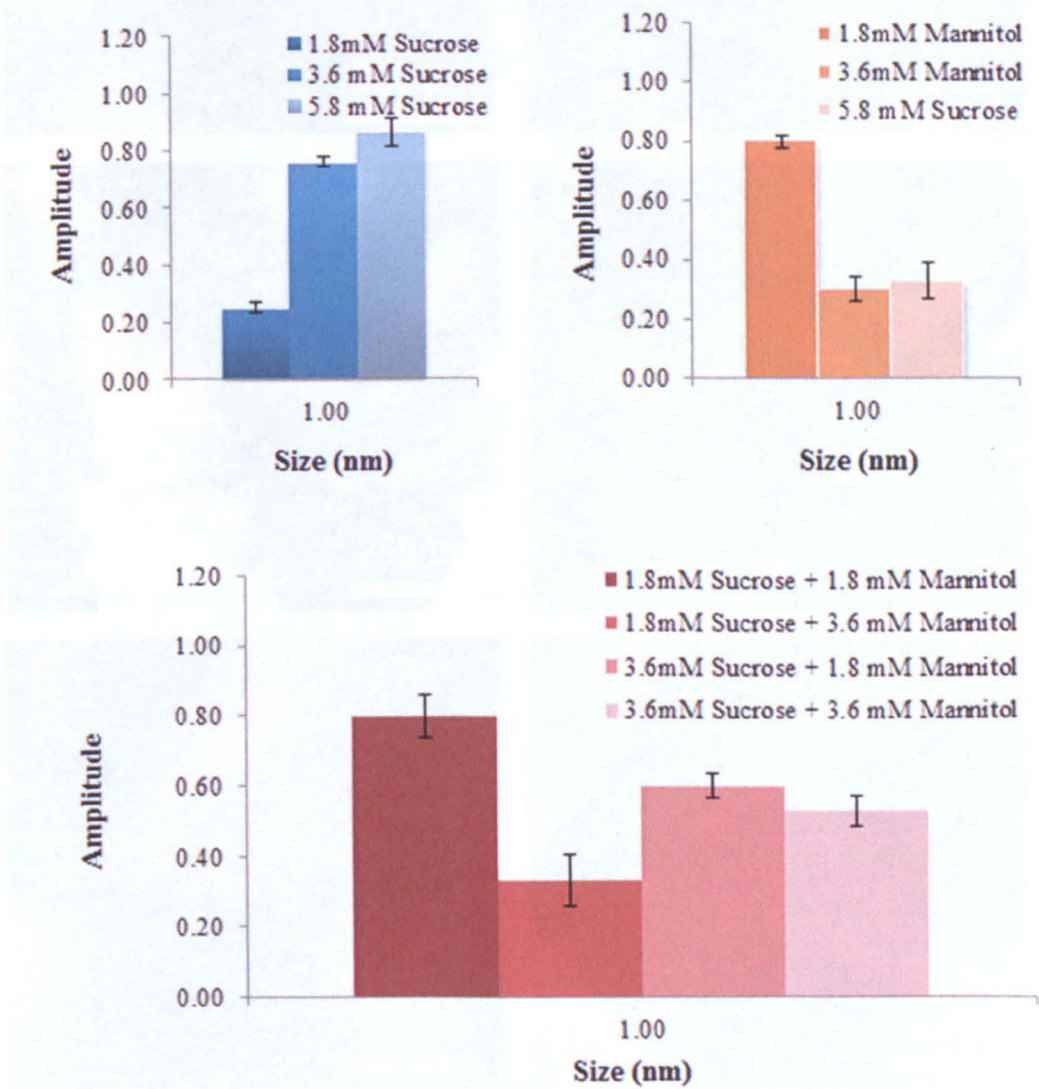 1.20
1.00
0.80
0.60
0.40
0.20
0.00
Amplitude
1.8mM Sucrose
3.6 mM Sucrose
5.8 mM Sucrose
1.00
Size (nm)
1.20
1.00
0.80
0.60
0.40
0.20
0.00
Amplitude
1.8mM Mannitol
3.6mM Mannitol
5.8 mM Sucrose
1.00
Size (nm)
1.20
1.00
0.80
0.60
0.40
0.20
0.00
Amplitude
1.8mM Sucrose + 1.8 mM Mannitol
1.8mM Sucrose + 3.6 mM Mannitol
3.6mM Sucrose + 1.8 mM Mannitol
3.6mM Sucrose + 3.6 mM Mannitol
1.00
Size (nm)